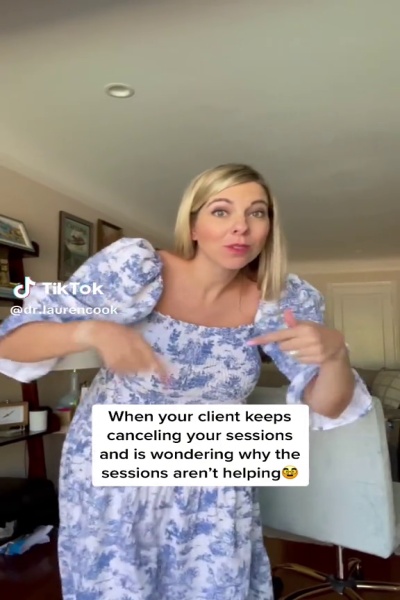 TikTok
@dr.laurencook
When your client keeps
canceling your sessions
and is wondering why the
sessions aren't helping🥸